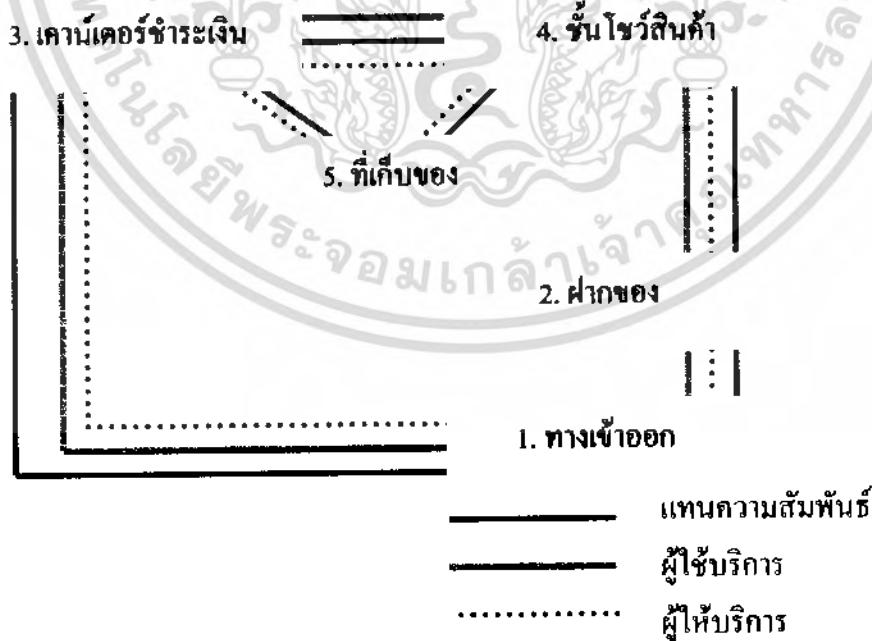 3. เคาน์เตอร์ชำระเงิน
4. ชั้นโชว์สินค้า
5. ที่เก็บของ
2. ฝากของ
1. ทางเข้าออก
แทนความสัมพันธ์
ผู้ใช้บริการ
ผู้ให้บริการ